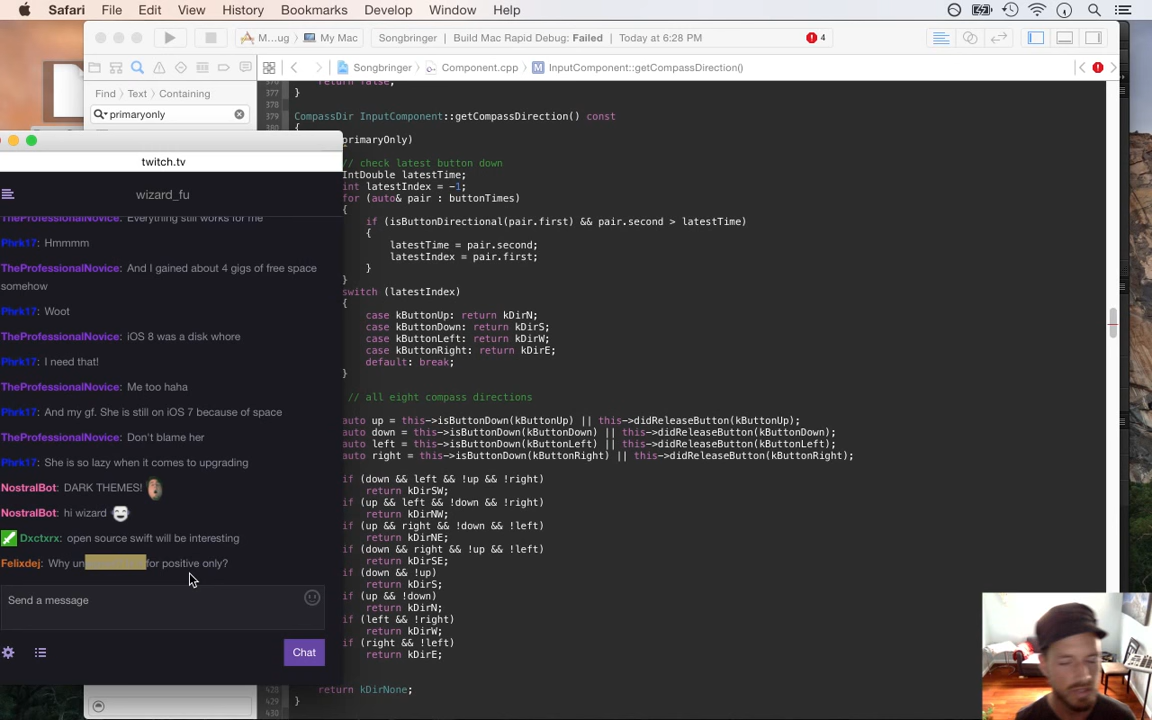 Safari File Edit View History Bookmarks Develop Window Help
M...ug My Mac Songbringer Build Mac Rapid Debug: Failed Today at 6:28 PM 4
Songbringer Component.cpp M InputComponent::getCompassDirection()
Find Text Containing
primaryonly
twitch.tv
wizard_fu
TheProfessionalNovice: Everything still works for me
Phrk17: Hmmmm
TheProfessionalNovice: And I gained about 4 gigs of free space
somehow
Phrk17: Woot
TheProfessionalNovice: iOS 8 was a disk whore
Phrk17: I need that!
TheProfessionalNovice: Me too haha
Phrk17: And my gf. She is still on iOS 7 because of space
TheProfessionalNovice: Don't blame her
Phrk17: She is so lazy when it comes to upgrading
NostralBot: DARK THEMES!
NostralBot: hi wizard
Dxctxrx: open source swift will be interesting
Felixdej: Why un for positive only?
Send a message
Chat
return false;
377 }
378
379 CompassDir InputComponent::getCompassDirection() const
{
primaryOnly)
// check latest button down
IntDouble latestTime;
int latestIndex = -1;
for (auto& pair : buttonTimes)
{
if (isButtonDirectional(pair.first) && pair.second > latestTime)
{
latestTime = pair.second;
latestIndex = pair.first;
}
}
switch (latestIndex)
{
case kButtonUp: return kDirN;
case kButtonDown: return kDirS;
case kButtonLeft: return kDirW;
case kButtonRight: return kDirE;
default: break;
}
// all eight compass directions
auto up = this->isButtonDown(kButtonUp) || this->didReleaseButton(kButtonUp);
auto down = this->isButtonDown(kButtonDown) || this->didReleaseButton(kButtonDown);
auto left = this->isButtonDown(kButtonLeft) || this->didReleaseButton(kButtonLeft);
auto right = this->isButtonDown(kButtonRight) || this->didReleaseButton(kButtonRight);
if (down && left && !up && !right)
return kDirSW;
if (up && left && !down && !right)
return kDirNW;
if (up && right && !down && !left)
return kDirNE;
if (down && right && !up && !left)
return kDirSE;
if (down && !up)
return kDirS;
if (up && !down)
return kDirN;
if (left && !right)
return kDirW;
if (right && !left)
return kDirE;
428 return kDirNone;
429 }
430